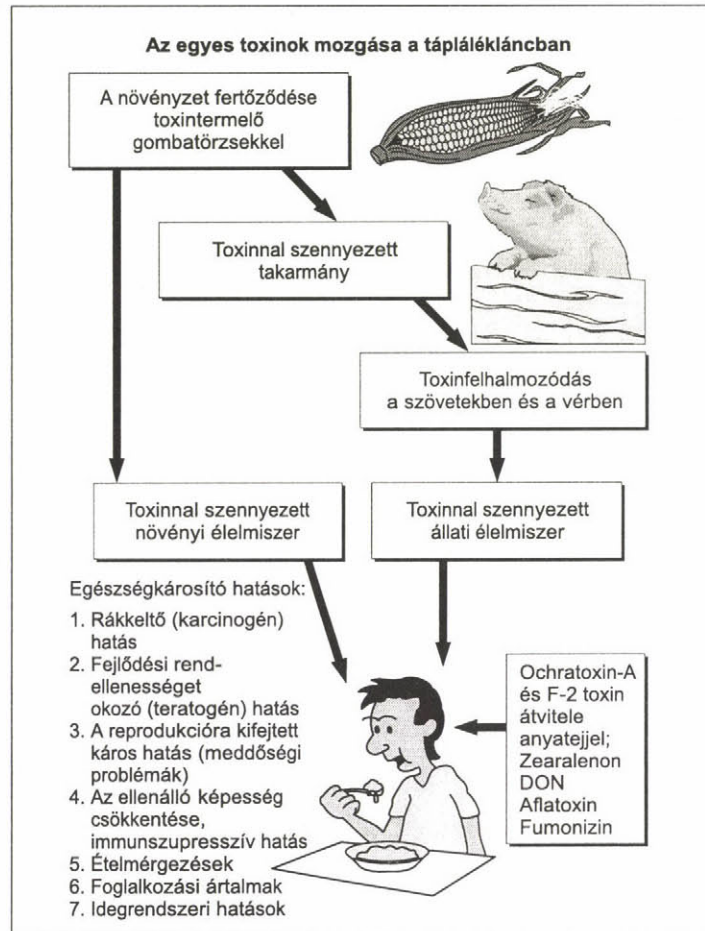 Az egyes toxinok mozgása a táplálékláncban
A növényzet fertőződése
toxintermelő
gombatörzsekkel
Toxinnal szennyezett
takarmány
Toxinfelhalmozódás
a szövetekben és a vérben
Toxinnal szennyezett
növényi élelmiszer
Toxinnal szennyezett
állati élelmiszer
Egészségkárosító hatások:
1. Rákkeltő (karcinogén)
hatás
2. Fejlődési rend-
ellenességet
okozó (teratogén) hatás
3. A reprodukcióra kifejtett
káros hatás (meddőségi
problémák)
4. Az ellenálló képesség
csökkentése,
immunszupresszív hatás
5. Ételmérgezések
6. Foglalkozási ártalmak
7. Idegrendszeri hatások
Ochratoxin-A
és F-2 toxin
átvitele
anyatejjel;
Zearalenon
DON
Aflatoxin
Fumonizin